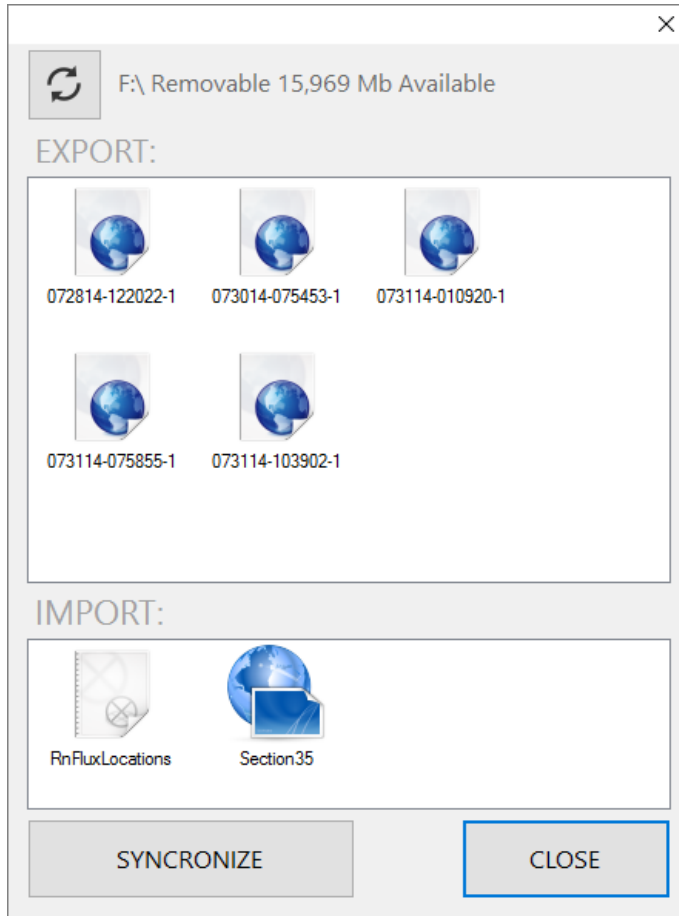 F:\ Removable 15,969 Mb Available
EXPORT:
072814-122022-1 073014-075453-1 073114-010920-1
073114-075855-1 073114-103902-1
IMPORT:
RnFluxLocations Section35
SYNCRONIZE CLOSE